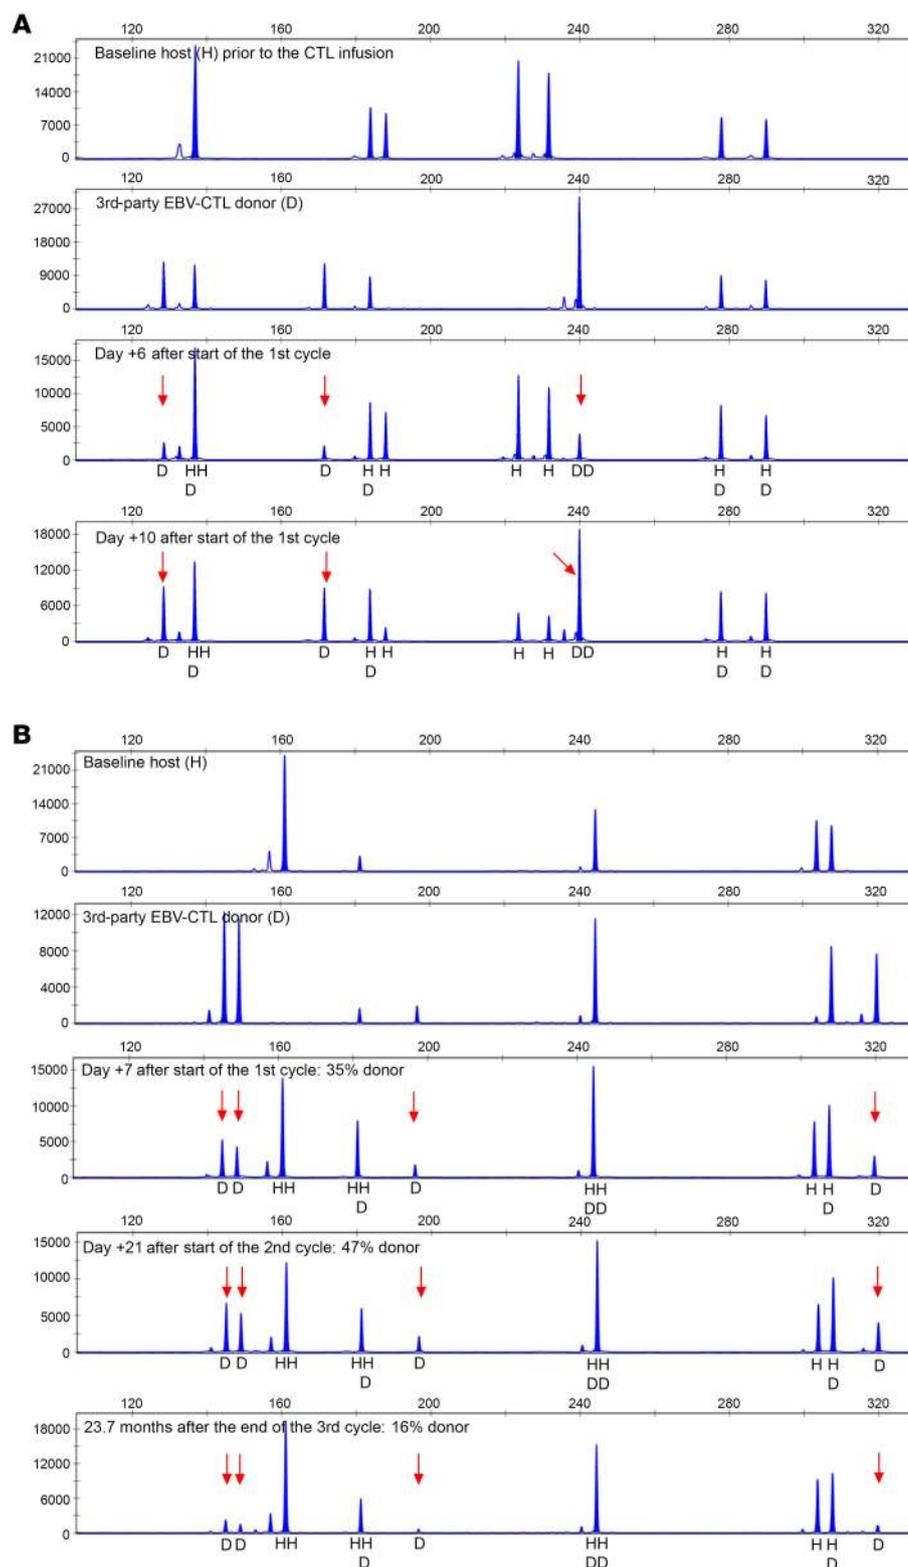 A
120 160 200 240 280 320
Baseline host (H) prior to the CTL infusion
21000
14000
7000
0
120 160 200 240 280 320
3rd-party EBV-CTL donor (D)
27000
18000
9000
0
120 160 200 240 280 320
Day +6 after start of the 1st cycle
15000
10000
5000
0
D HH D H H H H DD H H
D D D D
120 160 200 240 280 320
Day +10 after start of the 1st cycle
18000
12000
6000
0
D HH D H H H H DD H H
D D D D
B
120 160 200 240 280 320
Baseline host (H)
21000
14000
7000
0
120 160 200 240 280 320
3rd-party EBV-CTL donor (D)
12000
8000
4000
0
120 160 200 240 280 320
Day +7 after start of the 1st cycle: 35% donor
15000
10000
5000
0
D D HH HH D HH H H D
D DD D
120 160 200 240 280 320
Day +21 after start of the 2nd cycle: 47% donor
15000
10000
5000
0
D D HH HH D HH H H D
D DD D
120 160 200 240 280 320
23.7 months after the end of the 3rd cycle: 16% donor
18000
12000
6000
0
D D HH HH D HH H H D
D DD D